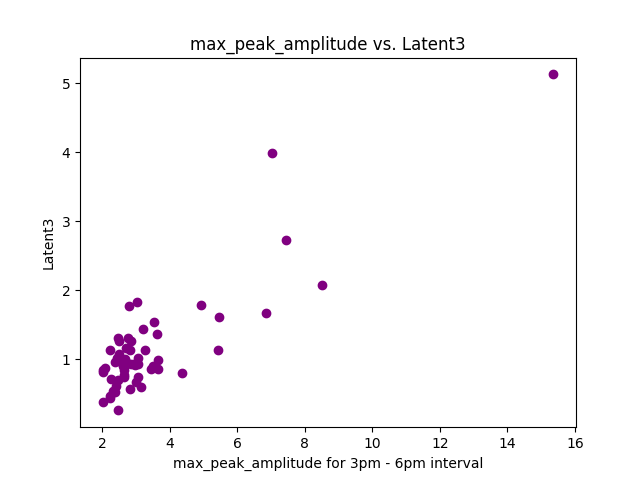 max_peak_amplitude vs. Latent3
5
4
3
2
1
Latent3
2 4 6 8 10 12 14 16
max_peak_amplitude for 3pm - 6pm interval